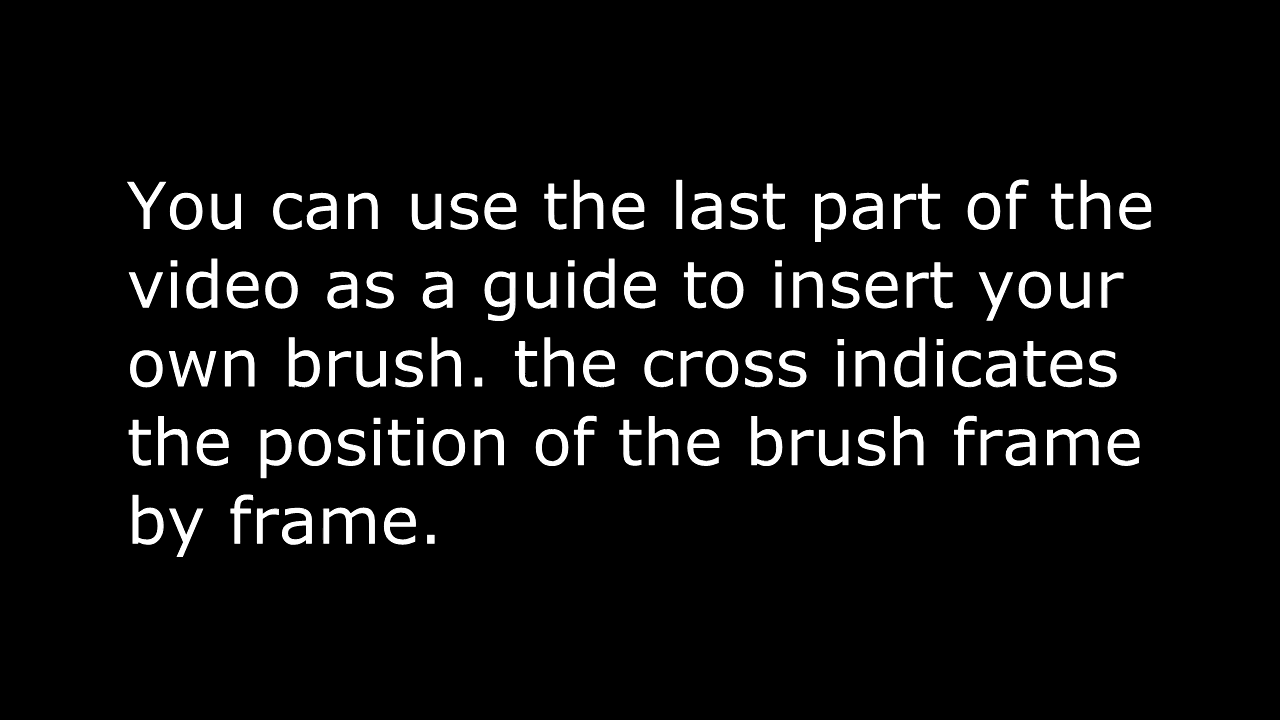 You can use the last part of the
video as a guide to insert your
own brush. the cross indicates
the position of the brush frame
by frame.